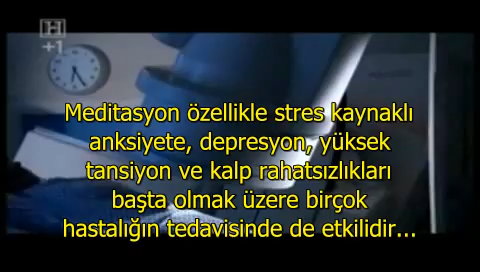 H
+1
Meditasyon özellikle stres kaynaklı
anksiyete, depresyon, yüksek
tansiyon ve kalp rahatsızlıkları
başta olmak üzere birçok
hastalığın tedavisinde de etkilidir...